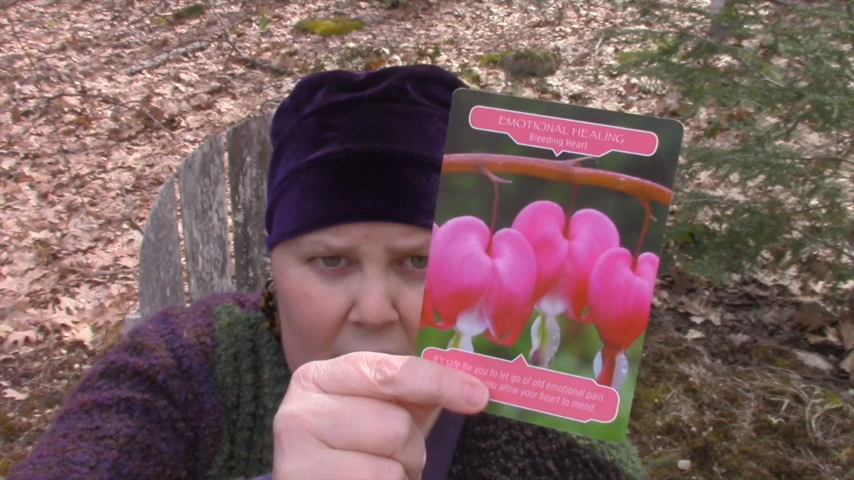 EMOTIONAL HEALING
Bleeding Heart
It's safe for you to let go of old emotional pain.
you allow your heart to mend.